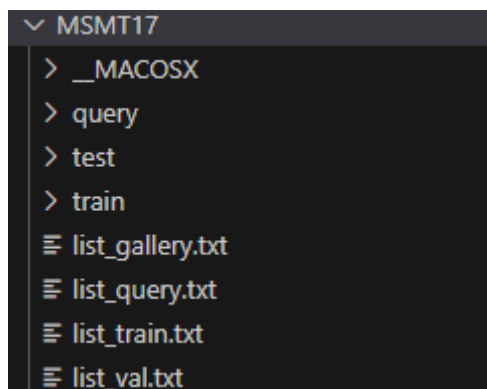 MSMT17
__MACOSX
query
test
train
list_gallery.txt
list_query.txt
list_train.txt
list_val.txt